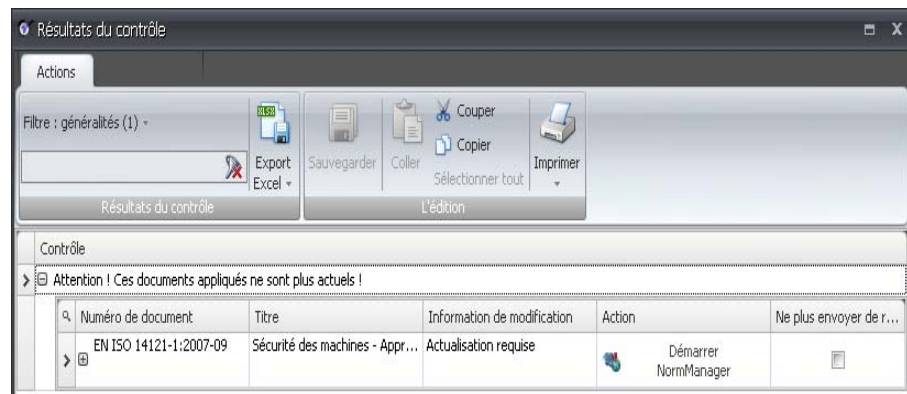 Résultats du contrôle
Actions
Filtre : généralités (1)
XLSX
Export
Excel
Sauvegarder
Coller
Couper
Copier
Sélectionner tout
Imprimer
Résultats du contrôle
L'édition
Contrôle
Attention ! Ces documents appliqués ne sont plus actuels !
Numéro de document Titre Information de modification Action Ne plus envoyer de r...
EN ISO 14121-1:2007-09 Sécurité des machines - Appr... Actualisation requise Démarrer
NormManager